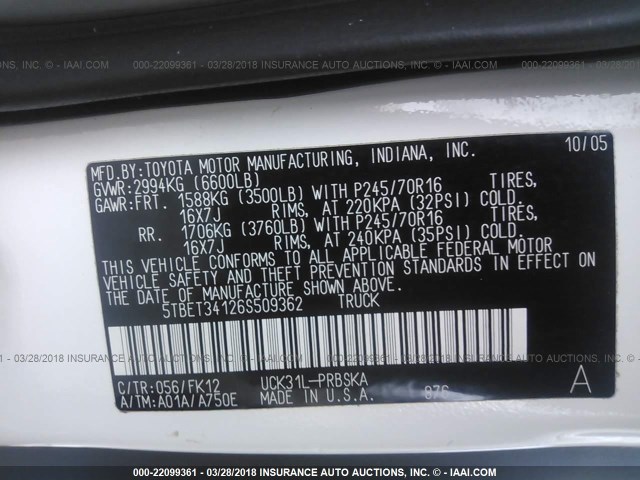 000-22099361 - 03/28/2018 INSURANCE AUTO AUCTIONS, INC. - © IAAI.COM
MFD.BY:TOYOTA MOTOR MANUFACTURING, INDIANA, INC. 10/05
GVWR:2994KG (6600LB)
GAWR:FRT. 1588KG (3500LB) WITH P245/70R16 TIRES,
16X7J RIMS, AT 220KPA (32PSI) COLD.
RR. 1706KG (3760LB) WITH P245/70R16 TIRES,
16X7J RIMS, AT 240KPA (35PSI) COLD.
THIS VEHICLE CONFORMS TO ALL APPLICABLE FEDERAL MOTOR
VEHICLE SAFETY AND THEFT PREVENTION STANDARDS IN EFFECT ON
THE DATE OF MANUFACTURE SHOWN ABOVE.
5TBET34126S509362 TRUCK
C/TR:056/FK12 UCK31L-PRBSKA
A/TM:A01A/A750E MADE IN U.S.A. 976 A
000-22099361 - 03/28/2018 INSURANCE AUTO AUCTIONS, INC. - © IAAI.COM